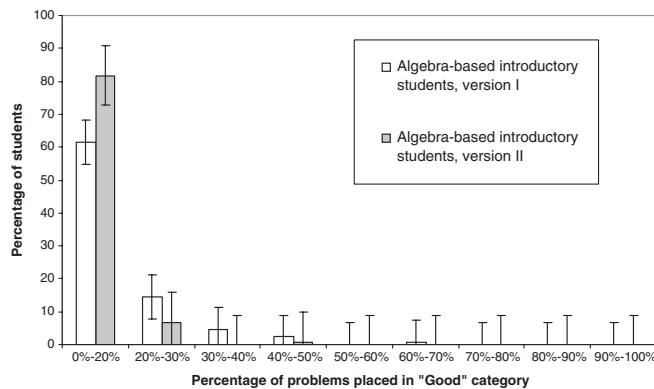 100
90
80
70
60
50
40
30
20
10
0
Percentage of students
Algebra-based introductory
students, version I
Algebra-based introductory
students, version II
0%-20% 20%-30% 30%-40% 40%-50% 50%-60% 60%-70% 70%-80% 80%-90% 90%-100%
Percentage of problems placed in "Good" category